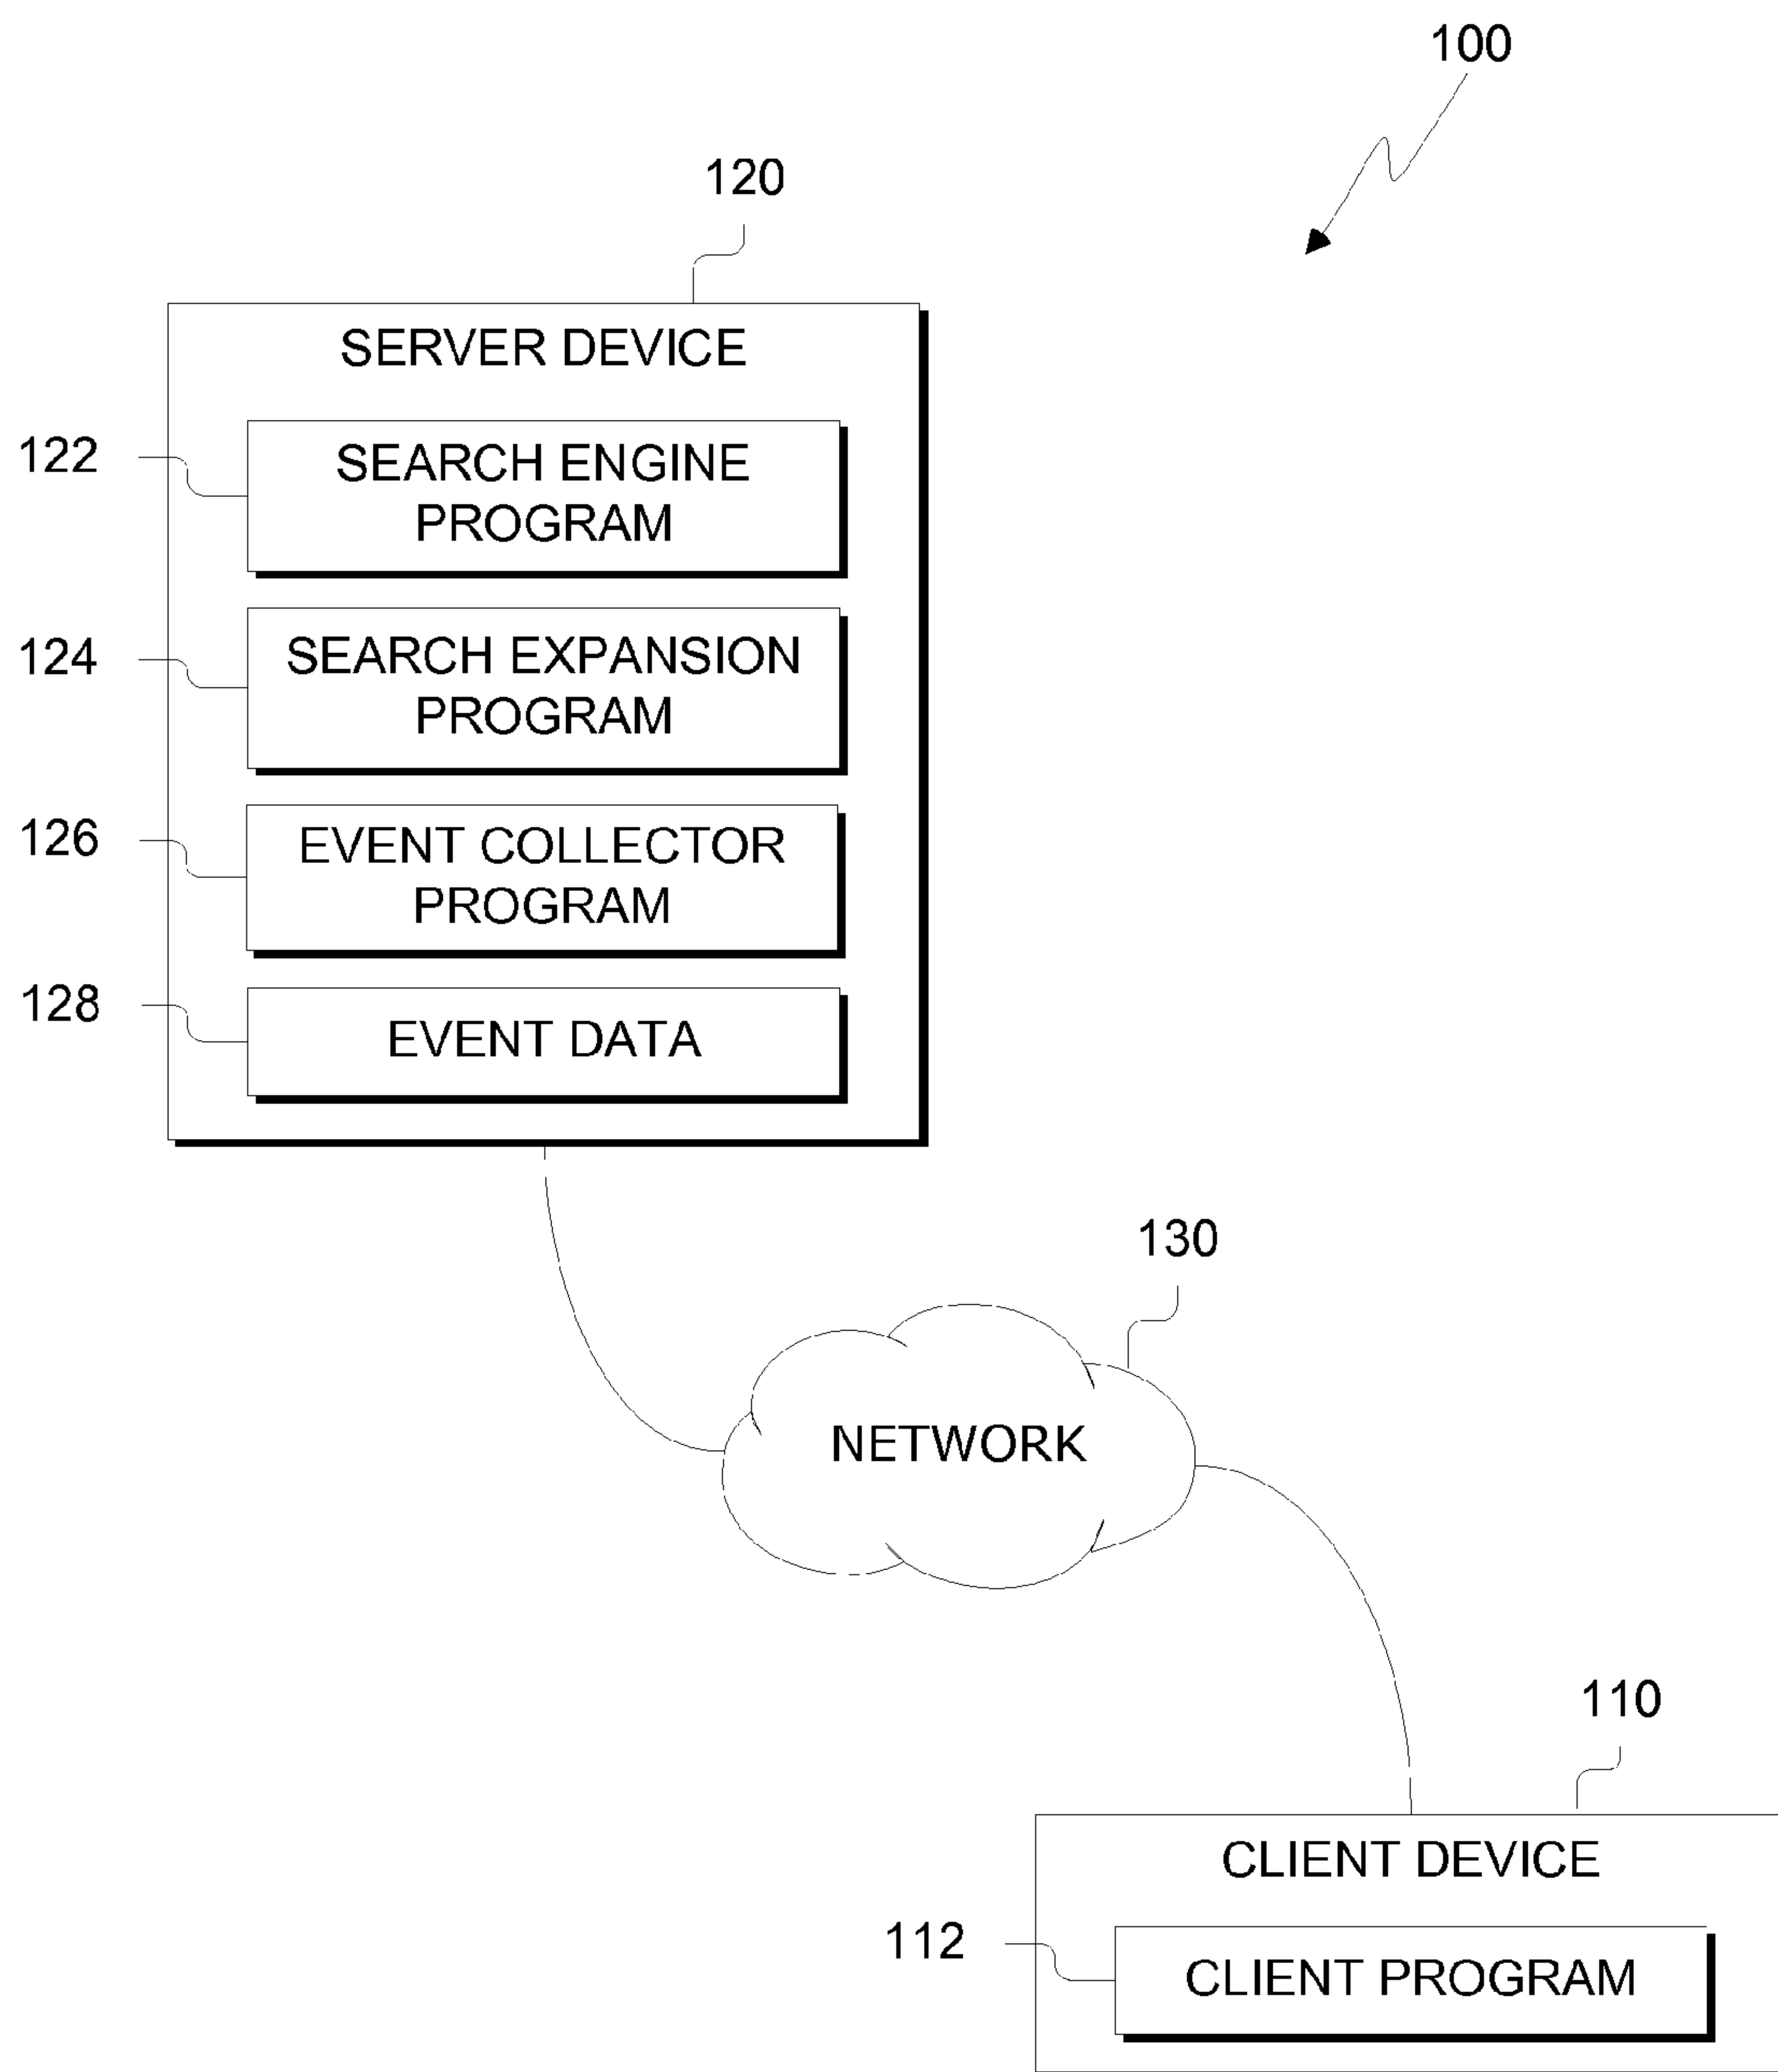 100
120
SERVER DEVICE
122
SEARCH ENGINE
PROGRAM
124
SEARCH EXPANSION
PROGRAM
126
EVENT COLLECTOR
PROGRAM
128
EVENT DATA
130
NETWORK
110
CLIENT DEVICE
112
CLIENT PROGRAM